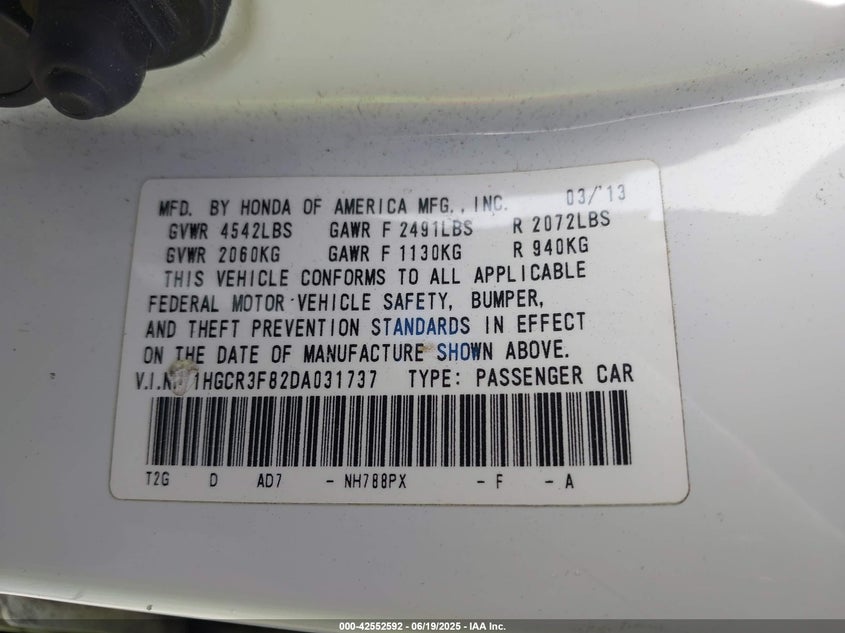 MFD. BY HONDA OF AMERICA MFG., INC. 03/'13
GVWR 4542LBS GAWR F 2491LBS R 2072LBS
GVWR 2060KG GAWR F 1130KG R 940KG
THIS VEHICLE CONFORMS TO ALL APPLICABLE
FEDERAL MOTOR VEHICLE SAFETY, BUMPER,
AND THEFT PREVENTION STANDARDS IN EFFECT
ON THE DATE OF MANUFACTURE SHOWN ABOVE.
V.I.N. 1HGCR3F82DA031737 TYPE: PASSENGER CAR
T2G D AD7 - NH788PX - F - A
000-42552592 - 06/19/2025 - IAA Inc.